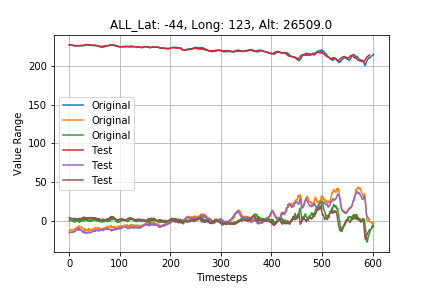 ALL_Lat: -44, Long: 123, Alt: 26509.0
Value Range
200
150
100
50
0
Original
Original
Original
Test
Test
Test
0 100 200 300 400 500 600
Timesteps